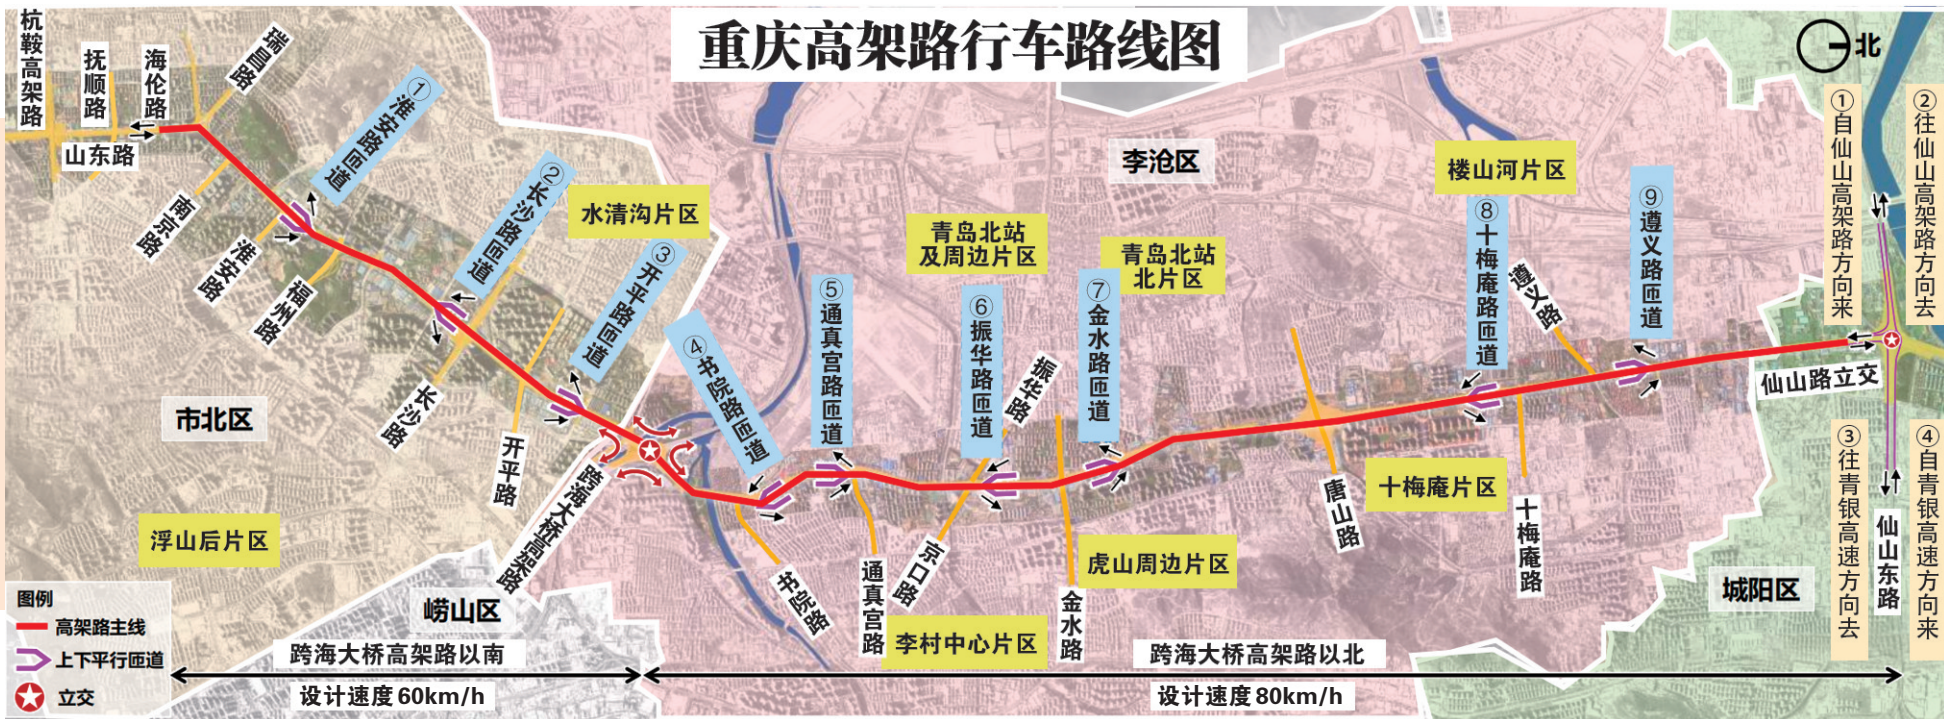 重庆高架路行车路线图
北
杭鞍高架路
抚顺路
海伦路
瑞昌路
山东路
南京路
淮安路
福州路
①淮安路匝道
②长沙路匝道
③开平路匝道
水清沟片区
长沙路
开平路
市北区
浮山后片区
跨海大桥高架路
崂山区
④书院路匝道
⑤通真宫路匝道
青岛北站
及周边片区
⑥振华路匝道
振华路
⑦金水路匝道
青岛北站
北片区
李沧区
楼山河片区
⑧十梅庵路匝道
遵义路
⑨遵义路匝道
书院路
通真宫路
京口路
李村中心片区
金水路
虎山周边片区
唐山路
十梅庵片区
十梅庵路
仙山路立交
城阳区
仙山东路
①自仙山高架路方向来
②往仙山高架路方向去
③往青银高速方向去
④自青银高速方向来
图例
高架路主线
上下平行匝道
立交
跨海大桥高架路以南
设计速度60km/h
跨海大桥高架路以北
设计速度80km/h